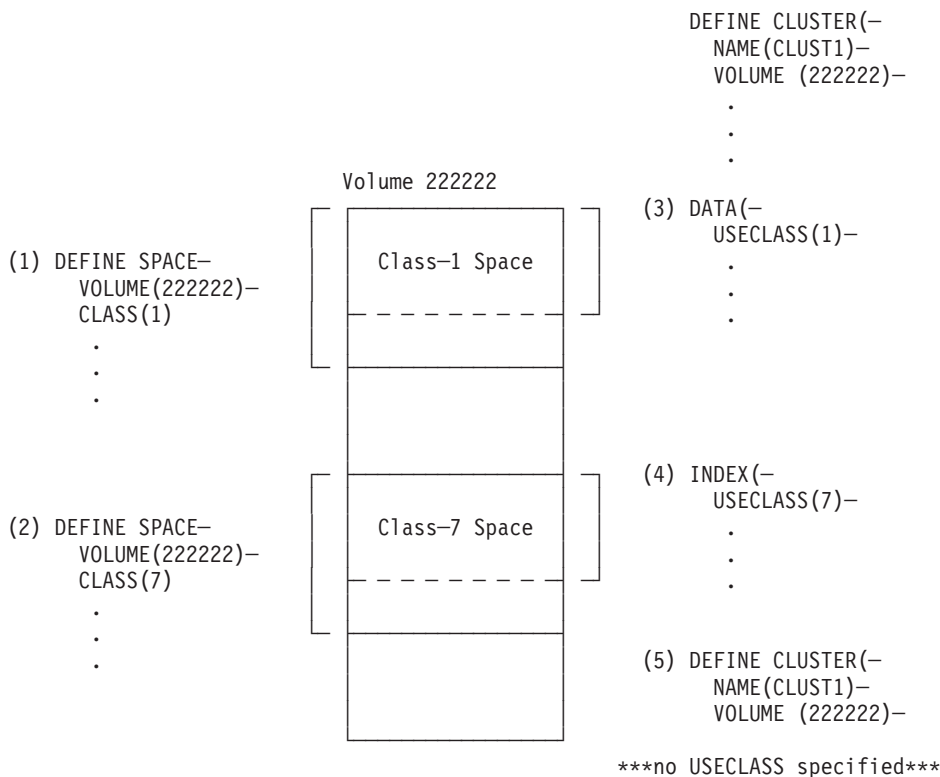 DEFINE CLUSTER(—
NAME(CLUST1)—
VOLUME (222222)—
.
.
.
Volume 222222
(3) DATA(—
USECLASS(1)—
.
.
.
Class—1 Space
(1) DEFINE SPACE—
VOLUME(222222)—
CLASS(1)
.
.
.
(4) INDEX(—
USECLASS(7)—
.
.
.
Class—7 Space
(2) DEFINE SPACE—
VOLUME(222222)—
CLASS(7)
.
.
.
(5) DEFINE CLUSTER(—
NAME(CLUST1)—
VOLUME (222222)—
***no USECLASS specified***